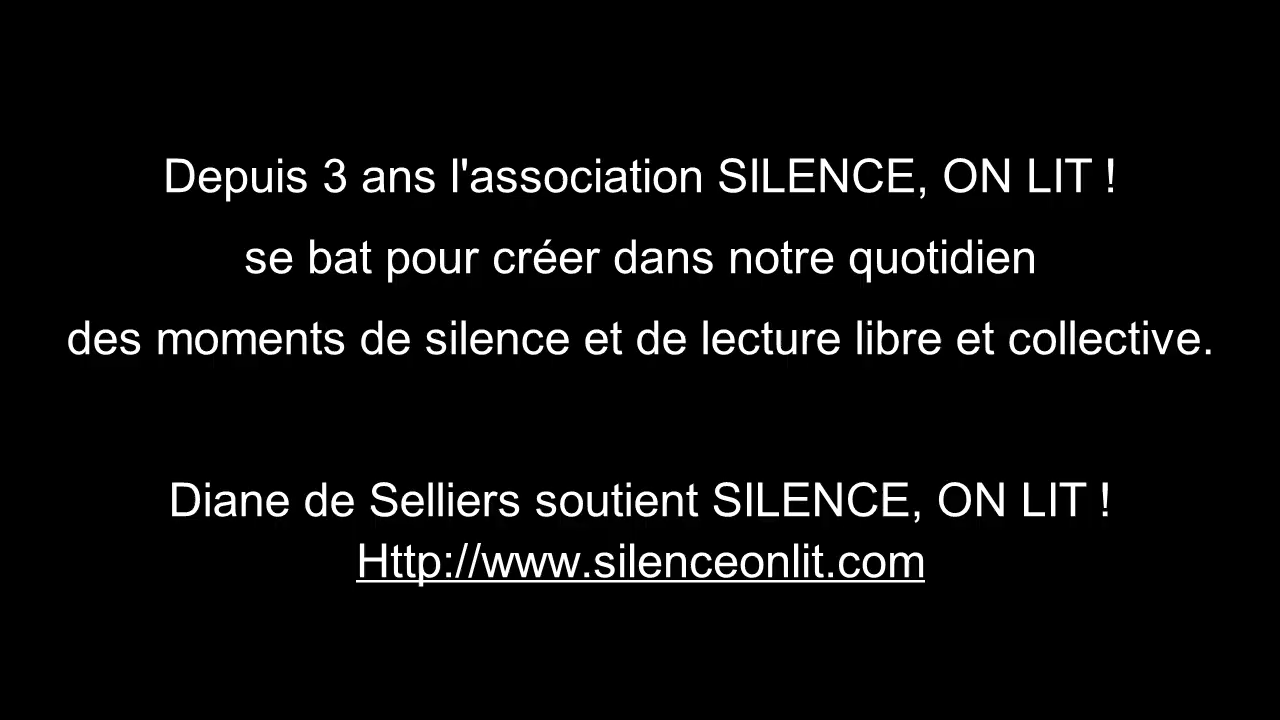 Depuis 3 ans l'association SILENCE, ON LIT !
se bat pour créer dans notre quotidien
des moments de silence et de lecture libre et collective.
Diane de Selliers soutient SILENCE, ON LIT !
Http://www.silenceonlit.com